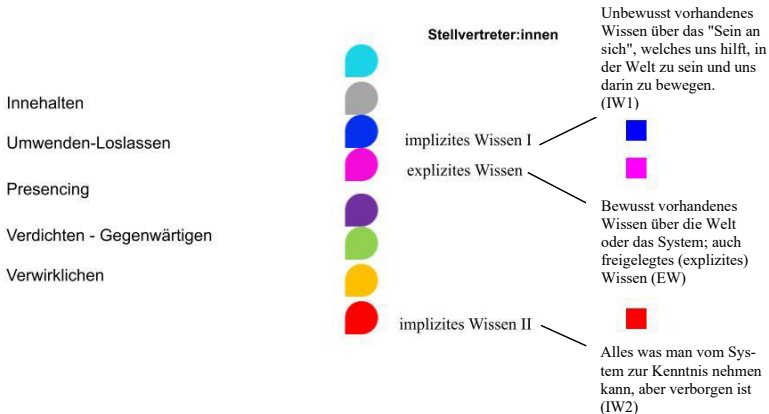 Innehalten
Umwenden-Loslassen
Presencing
Verdichten - Gegenwärtigen
Verwirklichen
Stellvertreter:innen
implizites Wissen I
explizites Wissen
implizites Wissen II
Unbewusst vorhandenes
Wissen über das "Sein an
sich", welches uns hilft, in
der Welt zu sein und uns
darin zu bewegen.
(IW1)
Bewusst vorhandenes
Wissen über die Welt
oder das System; auch
freigelegtes (explizites)
Wissen (EW)
Alles was man vom Sys-
tem zur Kenntnis nehmen
kann, aber verborgen ist
(IW2)